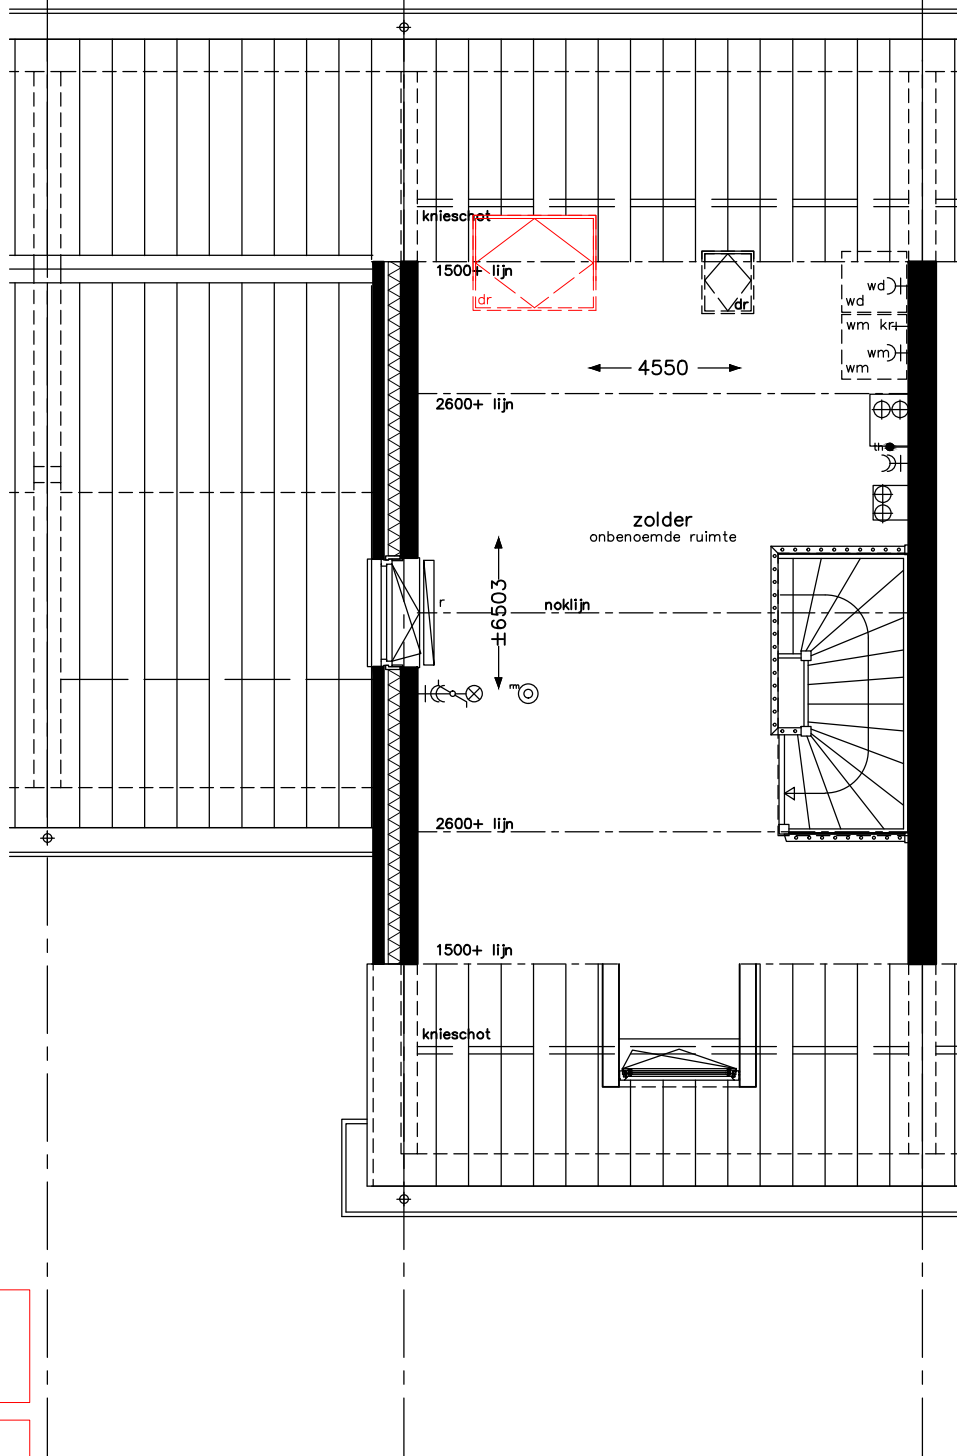 knieschot
1500+ lijn
dr
dr
wd
wd
wm kr
wm
wm
4550
2600+ lijn
th
zolder
onbenoemde ruimte
±6503
r
noklijn
rm
2600+ lijn
1500+ lijn
knieschot